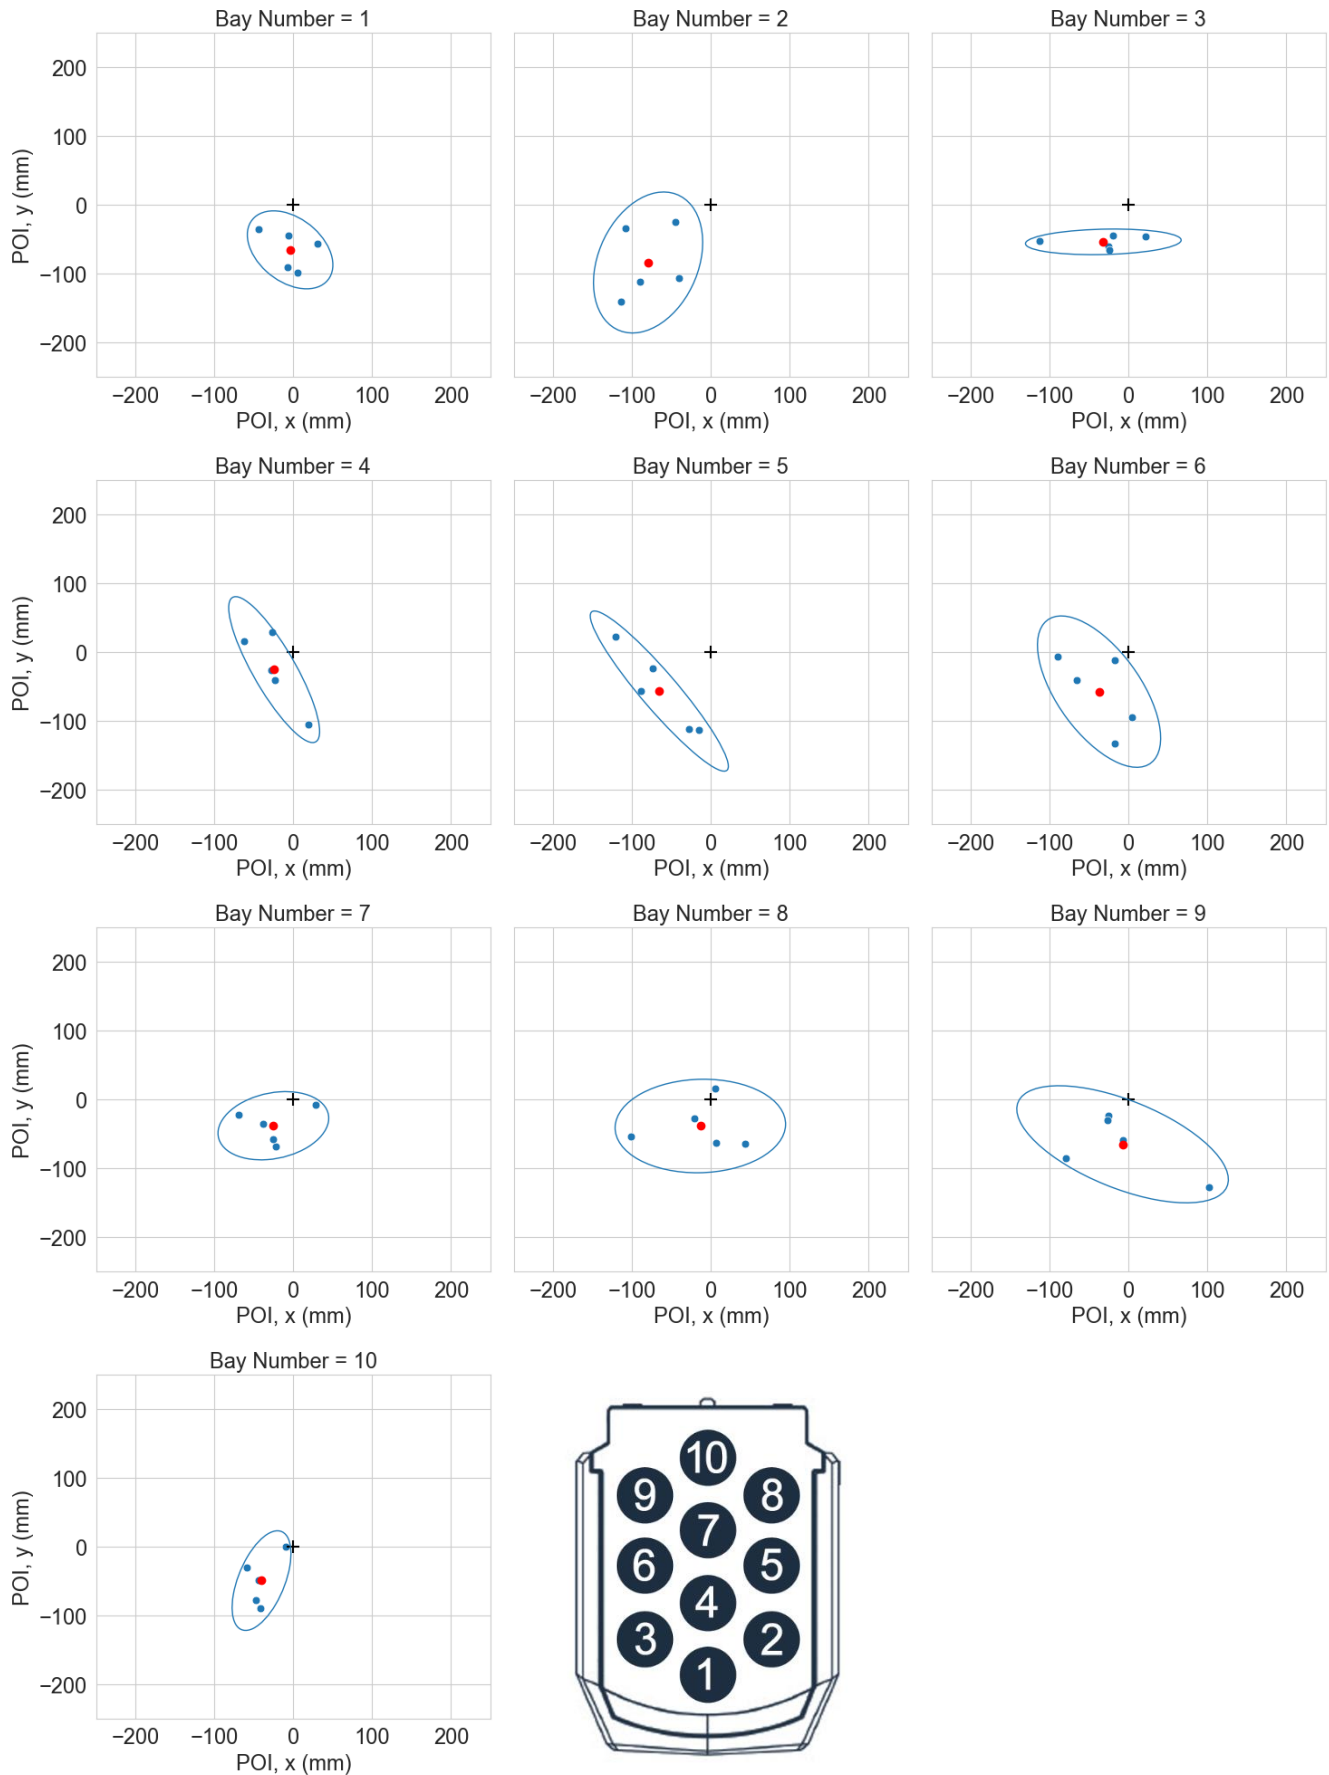 Bay Number = 1
Bay Number = 2
Bay Number = 3
200
100
0
−100
−200
POI, y (mm)
−200 −100 0 100 200
−200 −100 0 100 200
−200 −100 0 100 200
POI, x (mm)
POI, x (mm)
POI, x (mm)
Bay Number = 4
Bay Number = 5
Bay Number = 6
200
100
0
−100
−200
POI, y (mm)
−200 −100 0 100 200
−200 −100 0 100 200
−200 −100 0 100 200
POI, x (mm)
POI, x (mm)
POI, x (mm)
Bay Number = 7
Bay Number = 8
Bay Number = 9
200
100
0
−100
−200
POI, y (mm)
−200 −100 0 100 200
−200 −100 0 100 200
−200 −100 0 100 200
POI, x (mm)
POI, x (mm)
POI, x (mm)
Bay Number = 10
200
100
0
−100
−200
POI, y (mm)
−200 −100 0 100 200
POI, x (mm)
10
9 8
7
6 5
4
3 2
1